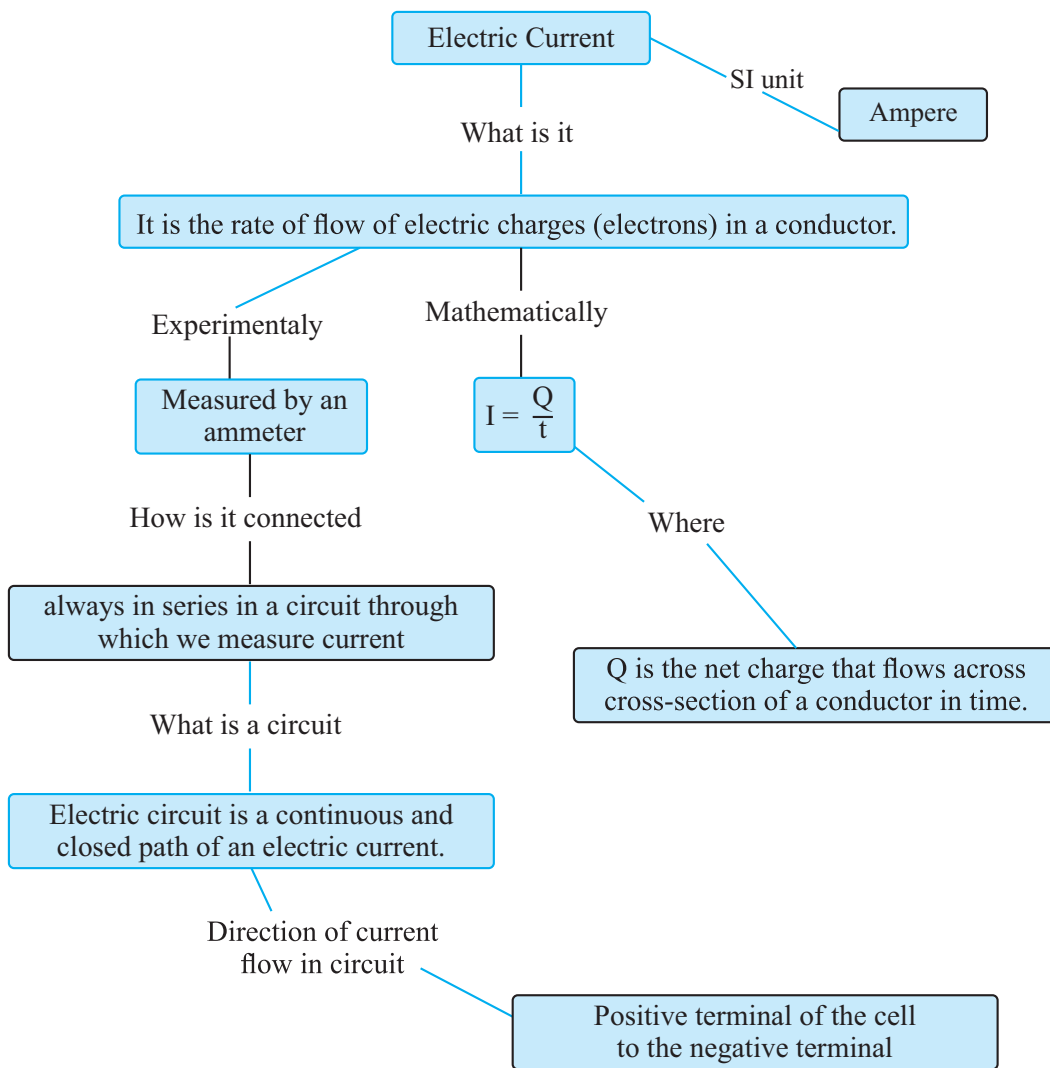 Electric Current
SI unit
Ampere
What is it
It is the rate of flow of electric charges (electrons) in a conductor.
Experimentaly
Mathematically
Measured by an
ammeter
I = Q/t
How is it connected
Where
always in series in a circuit through
which we measure current
Q is the net charge that flows across
cross-section of a conductor in time.
What is a circuit
Electric circuit is a continuous and
closed path of an electric current.
Direction of current
flow in circuit
Positive terminal of the cell
to the negative terminal